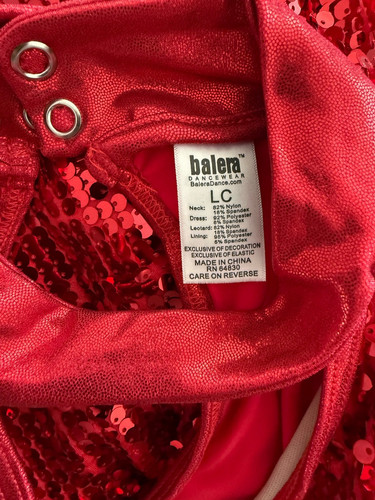 balera™
DANCEWEAR
BaleraDance.com
LC
Neck: 82% Nylon
18% Spandex
Dress: 92% Polyester
8% Spandex
Leotard: 82% Nylon
18% Spandex
Lining: 95% Polyester
5% Spandex
EXCLUSIVE OF DECORATION
EXCLUSIVE OF ELASTIC
MADE IN CHINA
RN 64830
CARE ON REVERSE